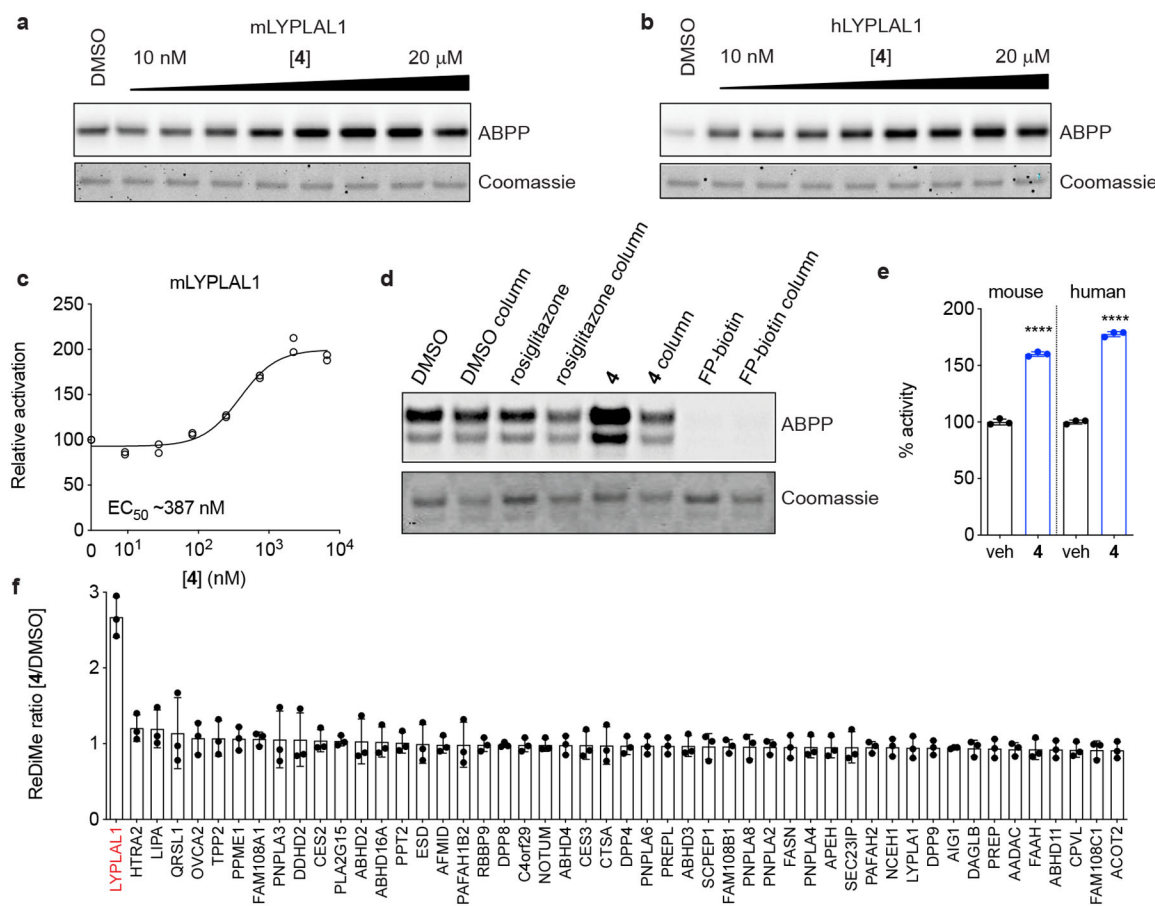 a
mLYPLAL1
DMSO
10 nM [4] 20 μM
ABPP
Coomassie
b
hLYPLAL1
DMSO
10 nM [4] 20 μM
ABPP
Coomassie
c
mLYPLAL1
Relative activation
250
200
150
100
50
0
EC50 ~387 nM
0 10^1 10^2 10^3 10^4
[4] (nM)
d
DMSO
DMSO column
rosiglitazone
rosiglitazone column
4
4 column
FP-biotin
FP-biotin column
ABPP
Coomassie
e
mouse human
% activity
200
150
100
50
0
**** ****
veh 4 veh 4
f
ReDiMe ratio [4/DMSO]
3
2
1
0
LYPLAL1
HTRA2
LIPA
QRSL1
OVCA2
TPP2
PPME1
FAM108A1
PNPLA3
DDHD2
CES2
PLA2G15
ABHD2
ABHD16A
PPT2
ESD
AFMID
PAFAH1B2
RBBP9
DPP8
C4orf29
NOTUM
ABHD4
CES3
CTSA
DPP4
PNPLA6
PREPL
ABHD3
SCPEP1
FAM108B1
PNPLA8
PNPLA2
FASN
PNPLA4
APEH
SEC23IP
PAFAH2
NCEH1
LYPLA1
DPP9
AIG1
DAGLB
PREP
AADAC
FAAH
ABHD11
CPVL
FAM108C1
ACOT2